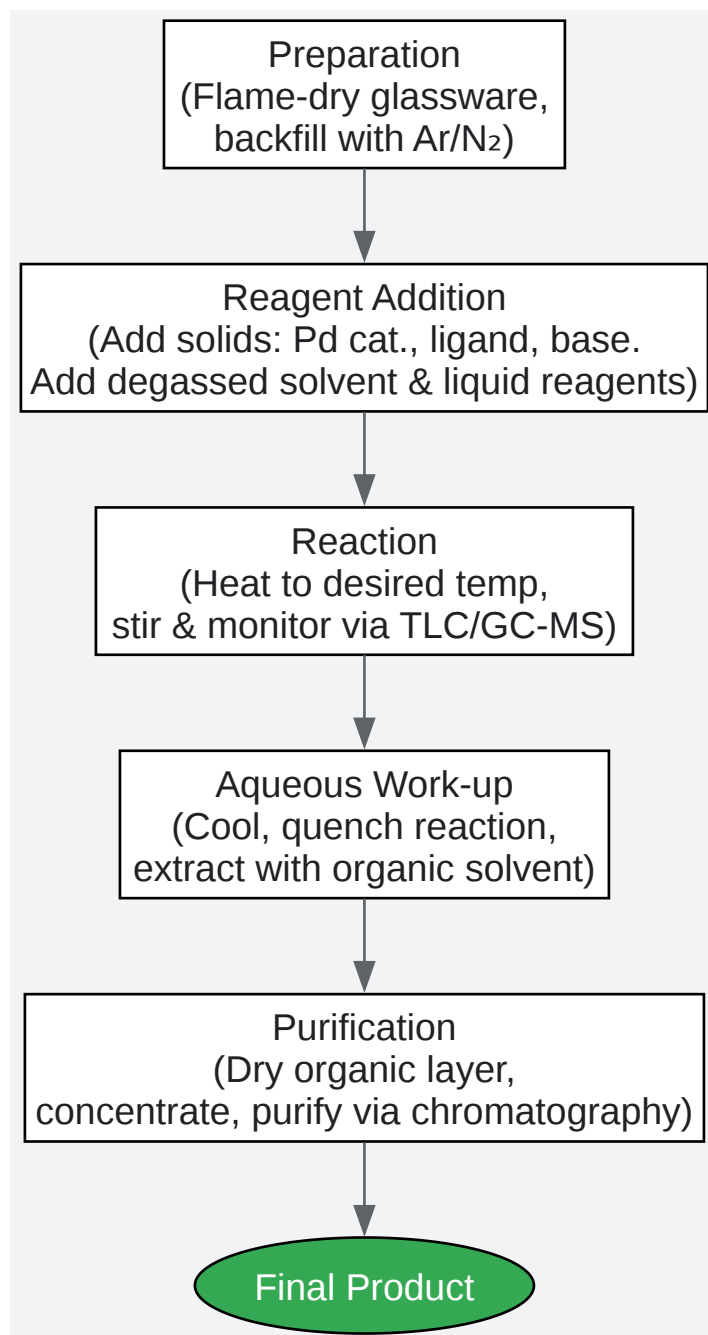 Preparation
(Flame-dry glassware,
backfill with Ar/N₂)
Reagent Addition
(Add solids: Pd cat., ligand, base.
Add degassed solvent & liquid reagents)
Reaction
(Heat to desired temp,
stir & monitor via TLC/GC-MS)
Aqueous Work-up
(Cool, quench reaction,
extract with organic solvent)
Purification
(Dry organic layer,
concentrate, purify via chromatography)
Final Product